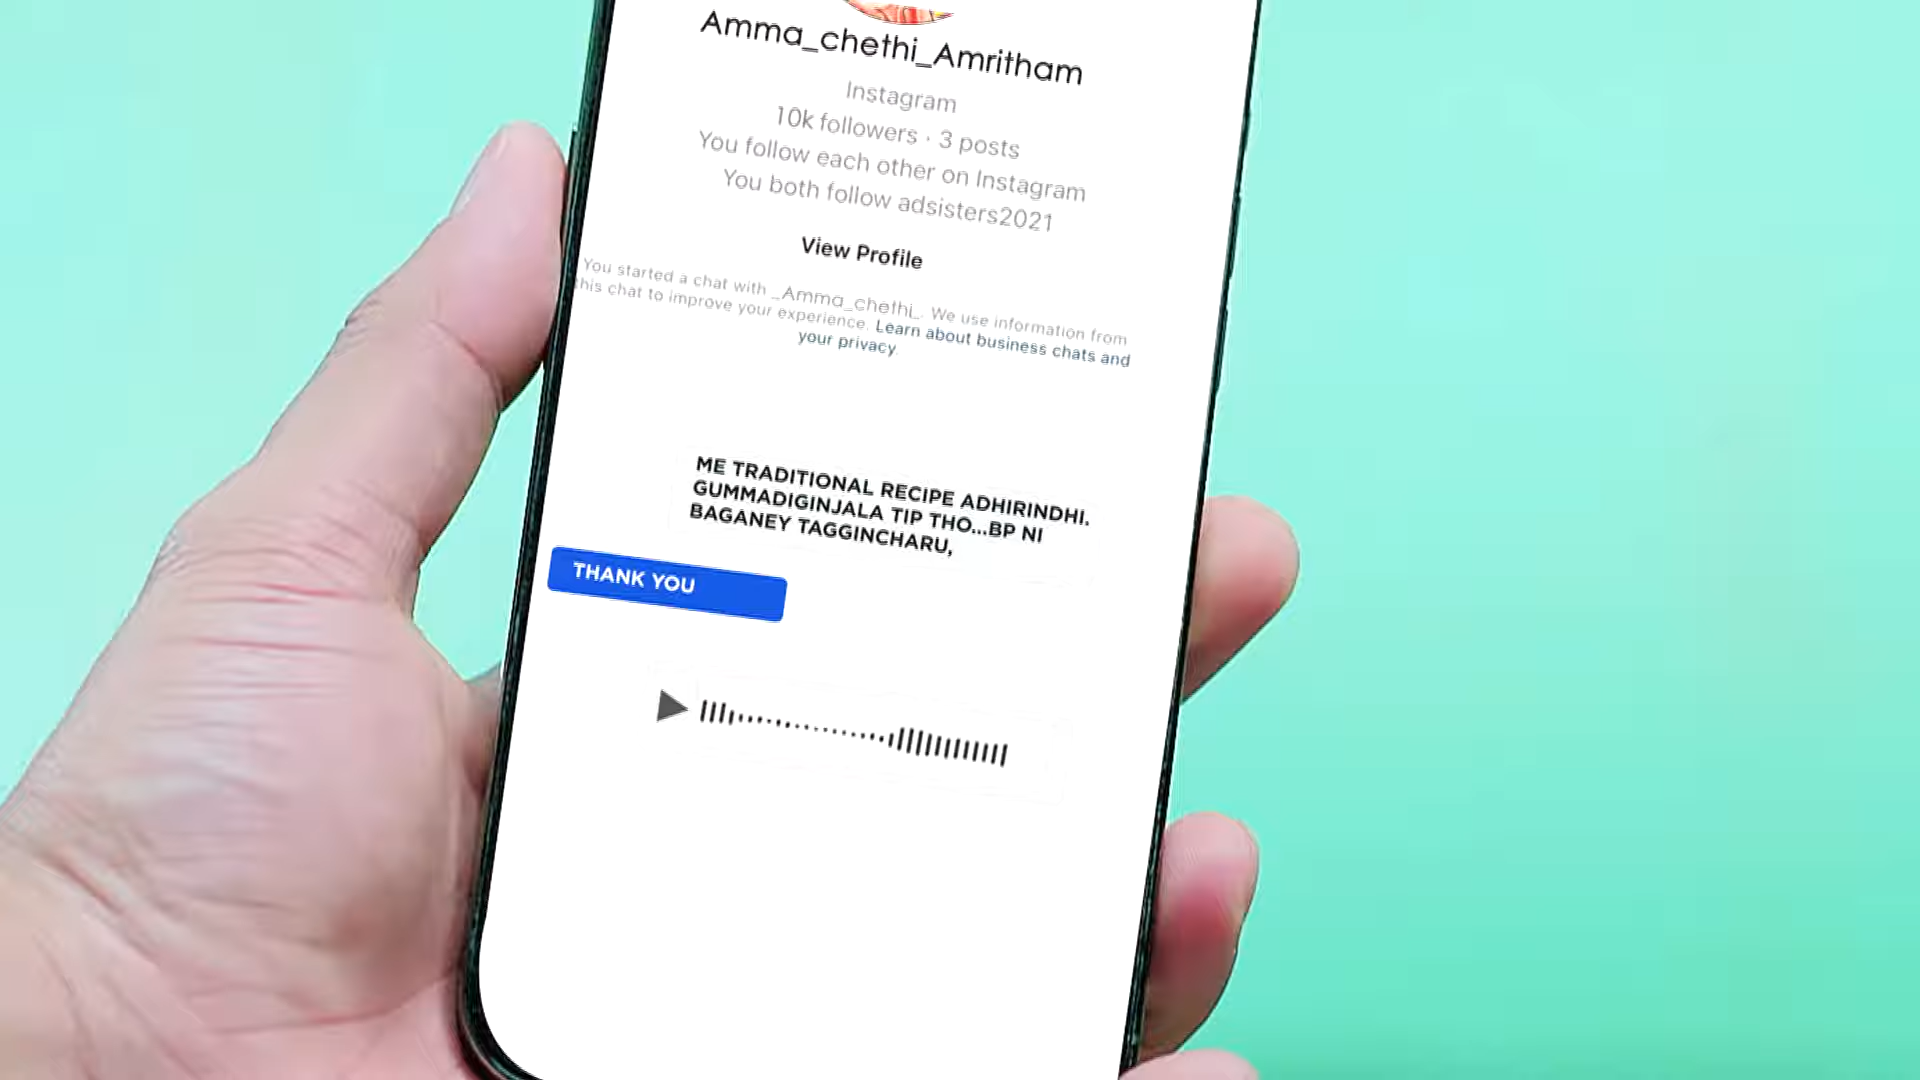 Amma_chethi_Amritham
Instagram
10k followers · 3 posts
You follow each other on Instagram
You both follow adsisters2021
View Profile
You started a chat with _Amma_chethi_. We use information from
this chat to improve your experience. Learn about business chats and
your privacy.
ME TRADITIONAL RECIPE ADHIRINDHI.
GUMMADIGINJALA TIP THO...BP NI
BAGANEY TAGGINCHARU,
THANK YOU